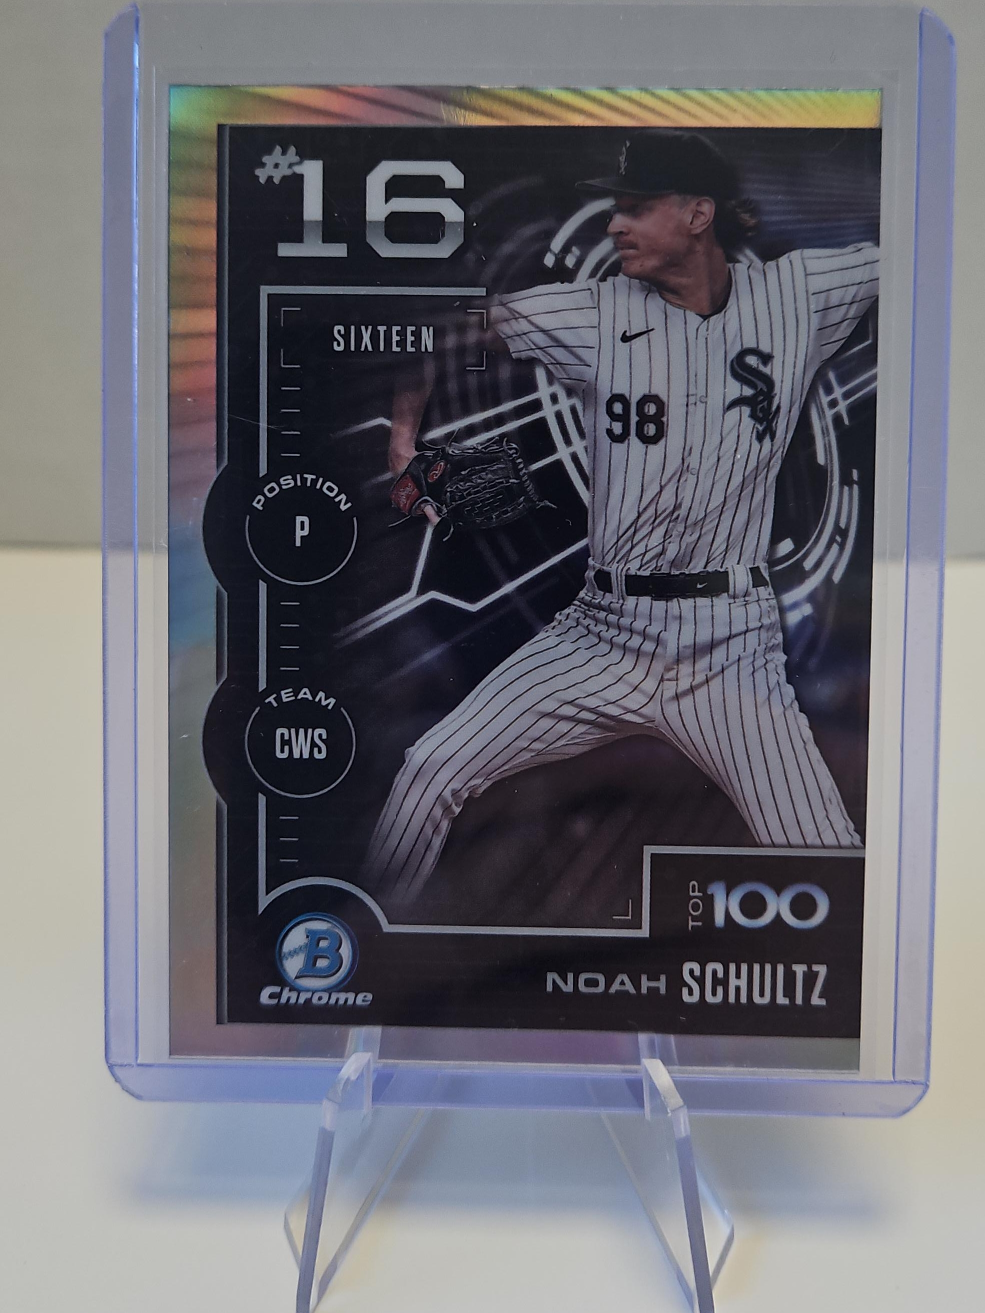 #16
SIXTEEN
POSITION
P
TEAM
CWS
98
Sox
TOP 100
B
Chrome
NOAH SCHULTZ